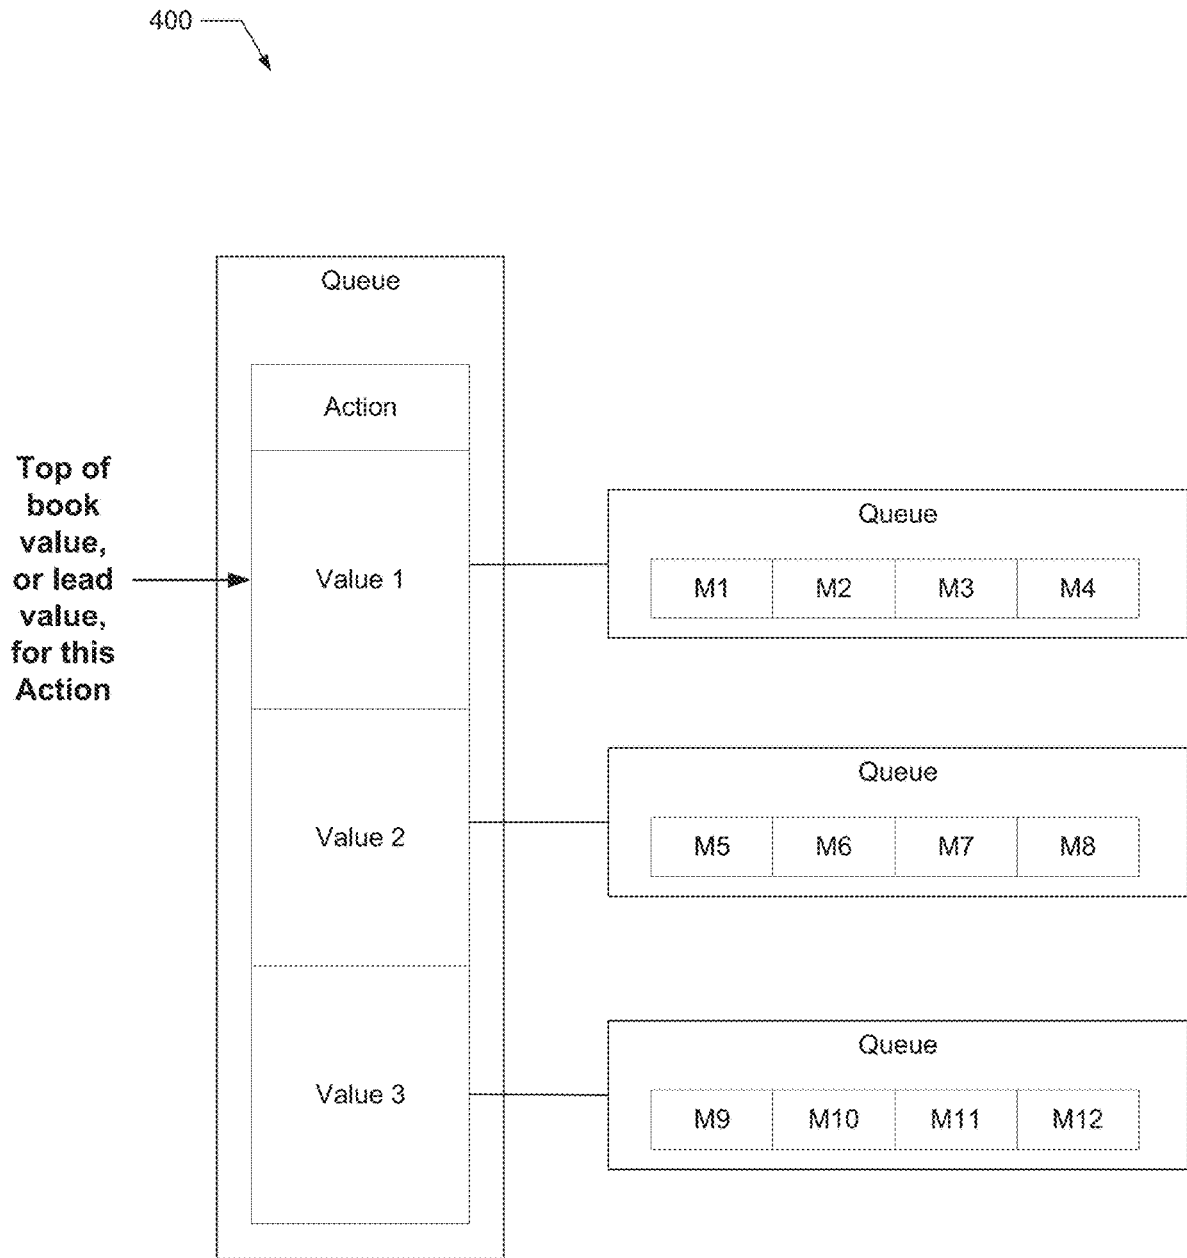 400
Queue
Action
Top of
book
value,
or lead
value,
for this
Action
Value 1
Queue
M1 M2 M3 M4
Value 2
Queue
M5 M6 M7 M8
Value 3
Queue
M9 M10 M11 M12